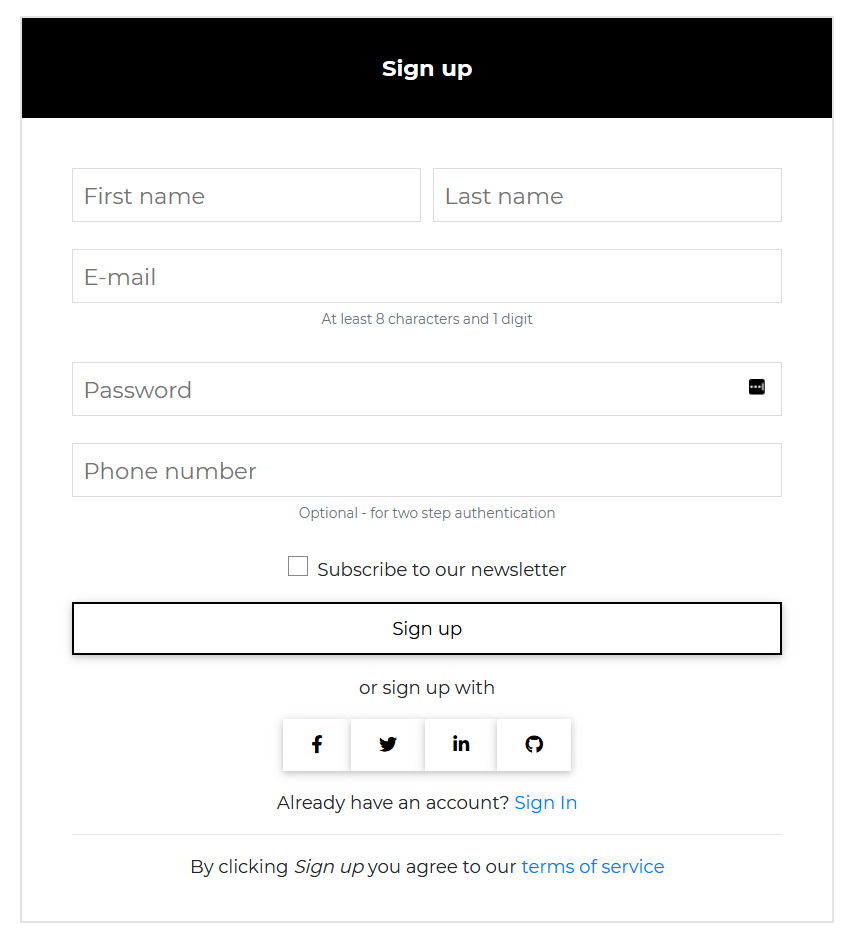 Sign up
First name Last name
E-mail
At least 8 characters and 1 digit
Password
Phone number
Optional - for two step authentication
Subscribe to our newsletter
Sign up
or sign up with
Already have an account? Sign In
By clicking Sign up you agree to our terms of service